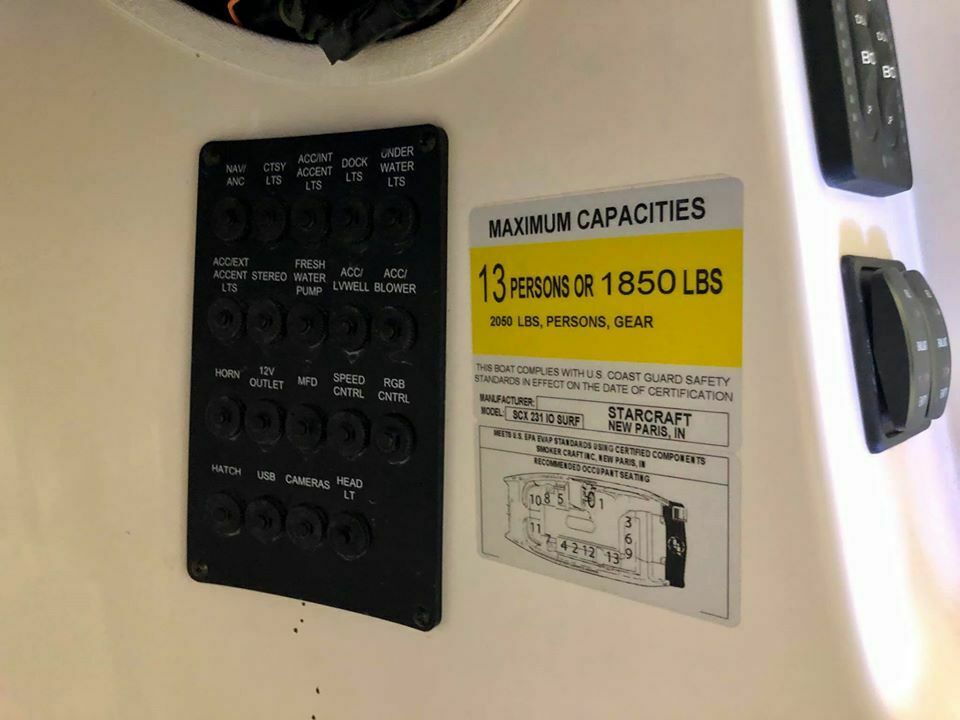 NAV/
ANC
CTSY
LTS
ACC/INT
ACCENT
LTS
DOCK
LTS
UNDER
WATER
LTS
ACC/EXT
ACCENT
LTS
STEREO
FRESH
WATER
PUMP
ACC/
LVWELL
ACC/
BLOWER
HORN
12V
OUTLET
MFD
SPEED
CNTRL
RGB
CNTRL
HATCH
USB
CAMERAS
HEAD
LT
MAXIMUM CAPACITIES
13 PERSONS OR 1850 LBS
2050 LBS, PERSONS, GEAR
THIS BOAT COMPLIES WITH U.S. COAST GUARD SAFETY
STANDARDS IN EFFECT ON THE DATE OF CERTIFICATION
MANUFACTURER: STARCRAFT
MODEL: SCX 231 IO SURF NEW PARIS, IN
MEETS U.S. EPA EVAP STANDARDS USING CERTIFIED COMPONENTS
SMOKER CRAFT INC, NEW PARIS, IN
RECOMMENDED OCCUPANT SEATING
10 8 5 1
3
11 6
7 4 2 12 13 9